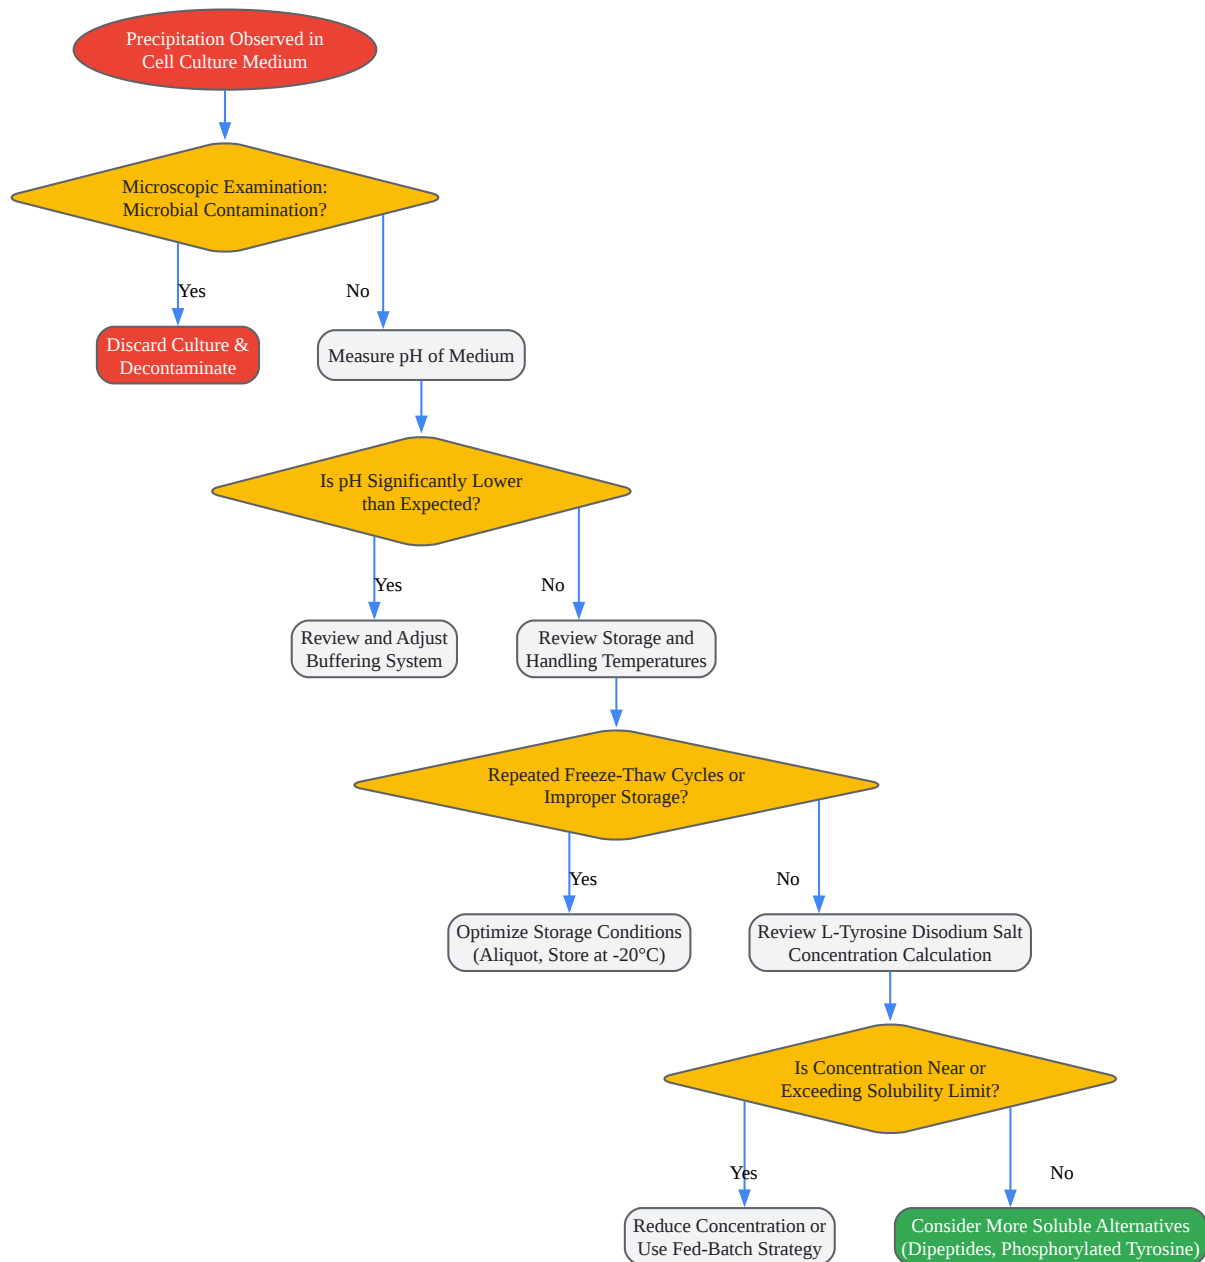 Precipitation Observed in
Cell Culture Medium
Microscopic Examination:
Microbial Contamination?
Yes
No
Discard Culture &
Decontaminate
Measure pH of Medium
Is pH Significantly Lower
than Expected?
Yes
No
Review and Adjust
Buffering System
Review Storage and
Handling Temperatures
Repeated Freeze-Thaw Cycles or
Improper Storage?
Yes
No
Optimize Storage Conditions
(Aliquot, Store at -20°C)
Review L-Tyrosine Disodium Salt
Concentration Calculation
Is Concentration Near or
Exceeding Solubility Limit?
Yes
No
Reduce Concentration or
Use Fed-Batch Strategy
Consider More Soluble Alternatives
(Dipeptides, Phosphorylated Tyrosine)